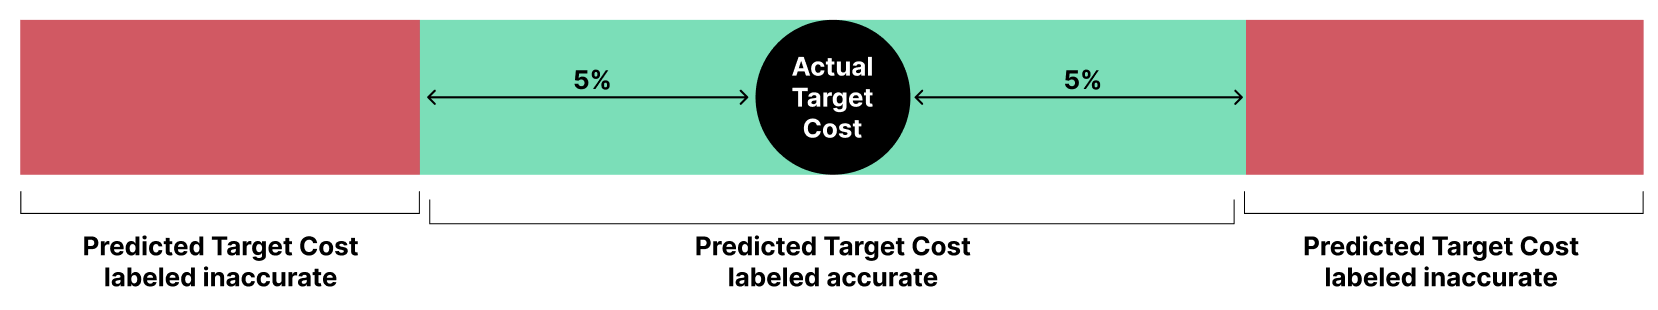 5%
Actual
Target
Cost
5%
Predicted Target Cost
labeled inaccurate
Predicted Target Cost
labeled accurate
Predicted Target Cost
labeled inaccurate